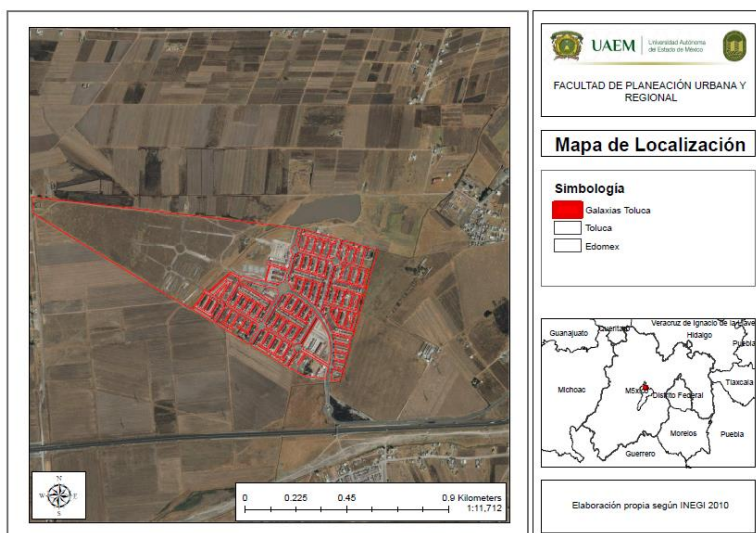 UAEM
Universidad Autónoma
del Estado de México
FACULTAD DE PLANEACIÓN URBANA Y
REGIONAL
Mapa de Localización
Simbología
Galaxias Toluca
Toluca
Edomex
Guanajuato
Veracruz de Ignacio de la
Hidalgo
Puebla
Tlaxcala
Michoac
Distrito Federal
Morelos
Puebla
Guerrero
N
W E
S
0 0.225 0.45 0.9 Kilometers
1:11,712
Elaboración propia según INEGI 2010